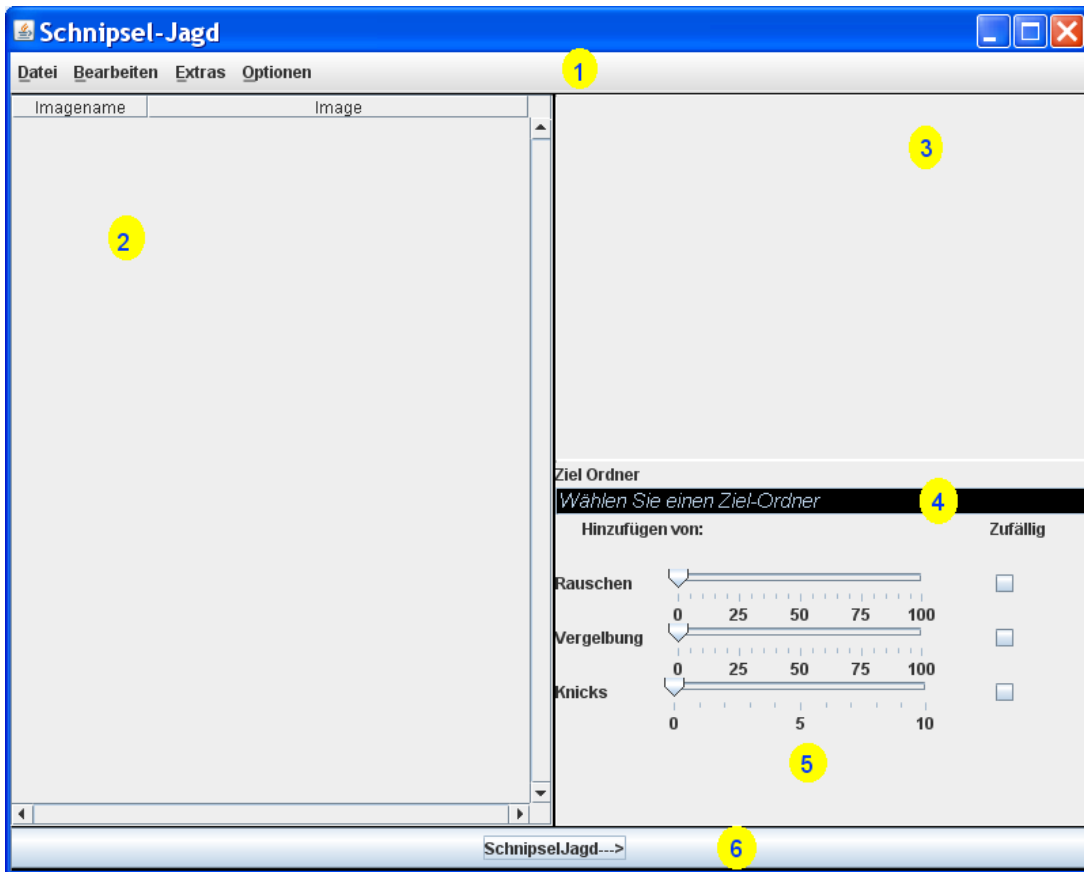 Schnipsel-Jagd
Datei Bearbeiten Extras Optionen
1
Imagename Image
2
3
Ziel Ordner
Wählen Sie einen Ziel-Ordner
4
Hinzufügen von: Zufällig
Rauschen
0 25 50 75 100
Vergelbung
0 25 50 75 100
Knicks
0 5 10
5
SchnipselJagd--->
6